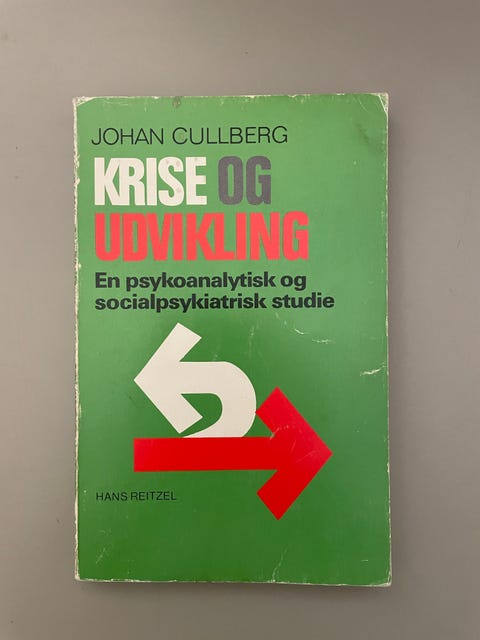 JOHAN CULLBERG
KRISE OG
UDVIKLING
En psykoanalytisk og
socialpsykiatrisk studie
HANS REITZEL